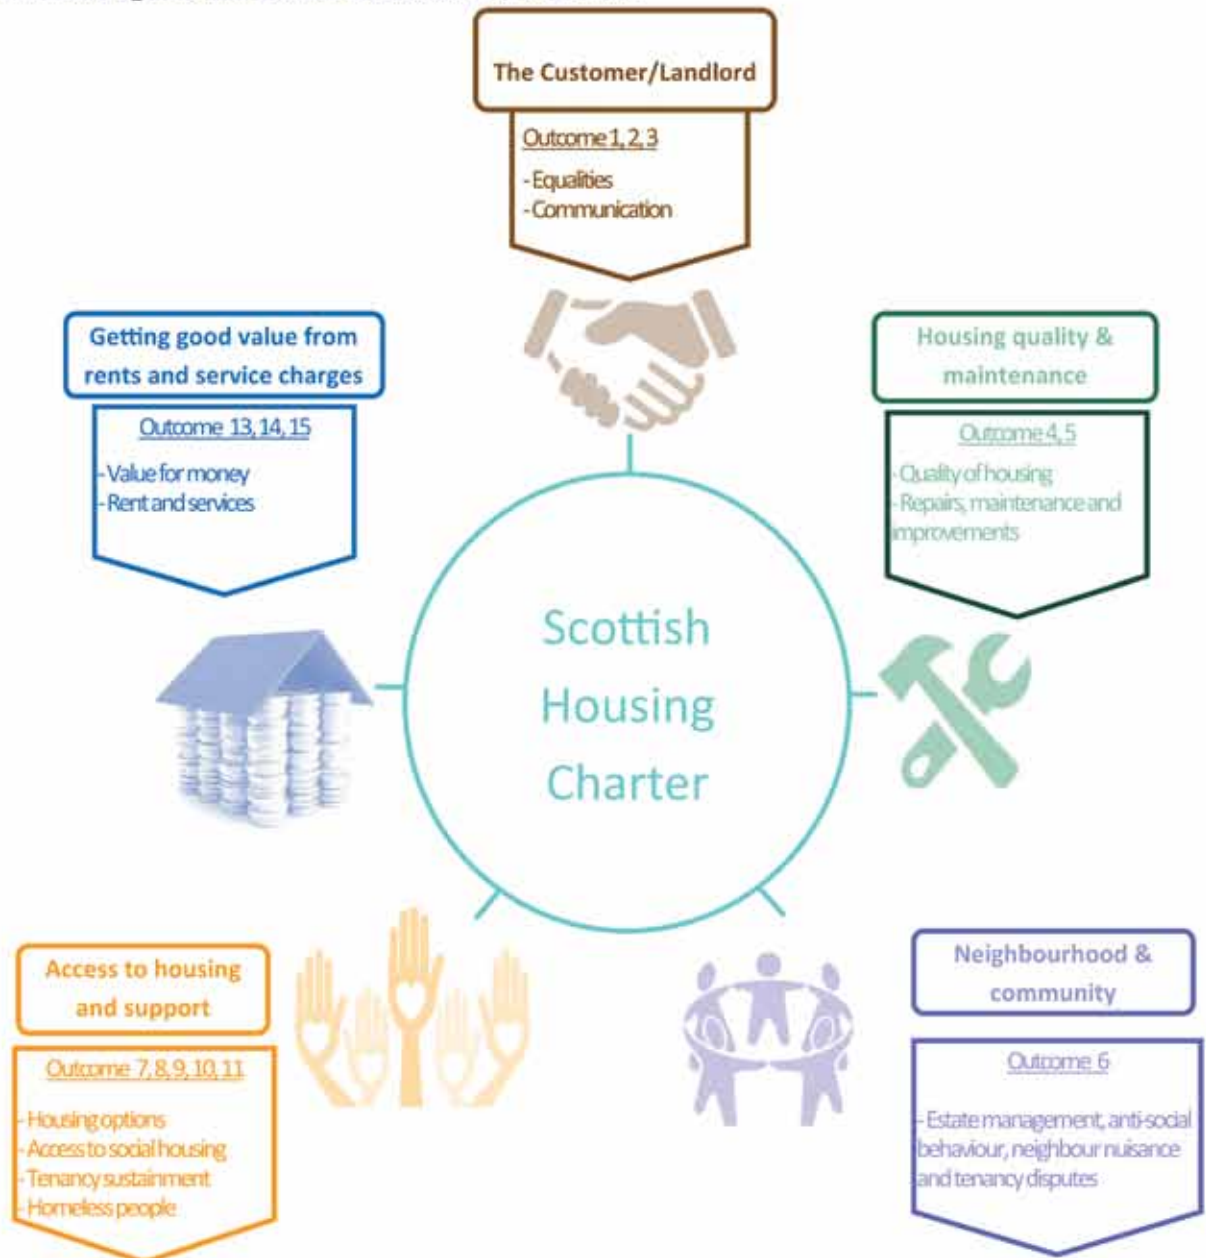 The Customer/Landlord
Outcome 1, 2, 3
- Equalities
- Communication
Getting good value from
rents and service charges
Outcome 13, 14, 15
- Value for money
- Rent and services
Housing quality &
maintenance
Outcome 4, 5
- Quality of housing
- Repairs, maintenance and
improvements
Scottish
Housing
Charter
Access to housing
and support
Outcome 7, 8, 9, 10, 11
- Housing options
- Access to social housing
- Tenancy sustainment
- Homeless people
Neighbourhood &
community
Outcome 6
- Estate management, anti-social
behaviour, neighbour nuisance
and tenancy disputes